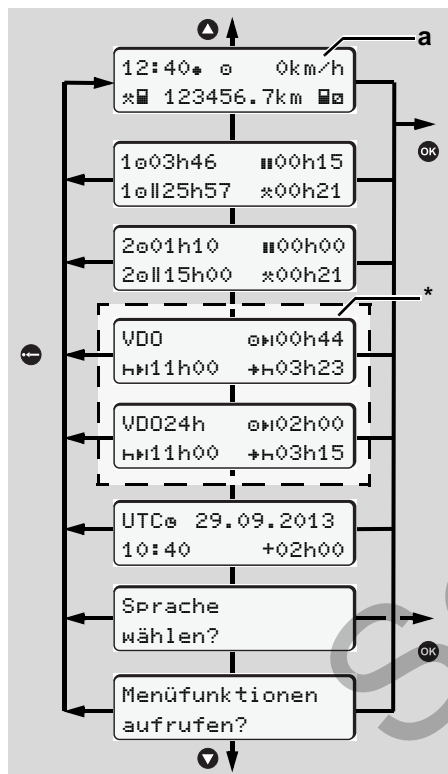 a
12:40 0km/h
123456.7km
OK
1 03h46 00h15
1 25h57 00h21
2 01h10 00h00
2 15h00 00h21
*
VDO 00h44
11h00 03h23
VDO24h 02h00
11h00 03h15
UTC 29.09.2013
10:40 +02h00
Sprache
wählen?
OK
Menüfunktionen
aufrufen?